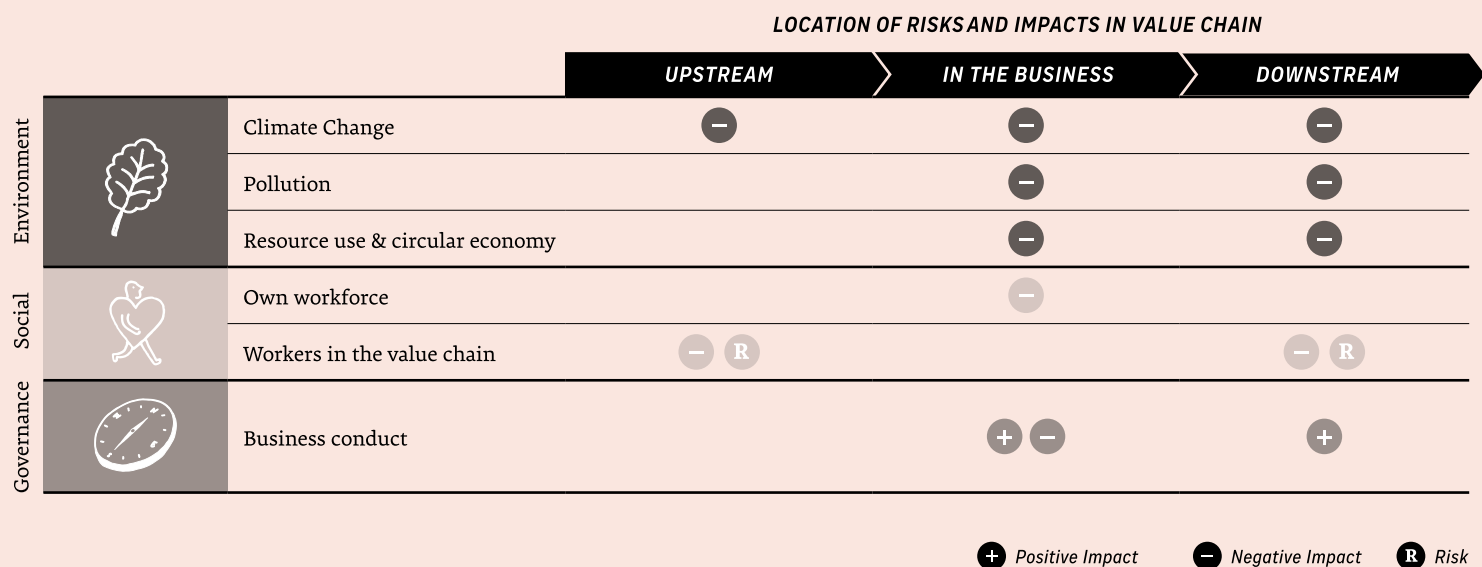 LOCATION OF RISKS AND IMPACTS IN VALUE CHAIN
UPSTREAM IN THE BUSINESS DOWNSTREAM
Environment
Climate Change − − −
Pollution − −
Resource use & circular economy − −
Social
Own workforce −
Workers in the value chain − R − R
Governance
Business conduct + − +
+ Positive Impact − Negative Impact R Risk